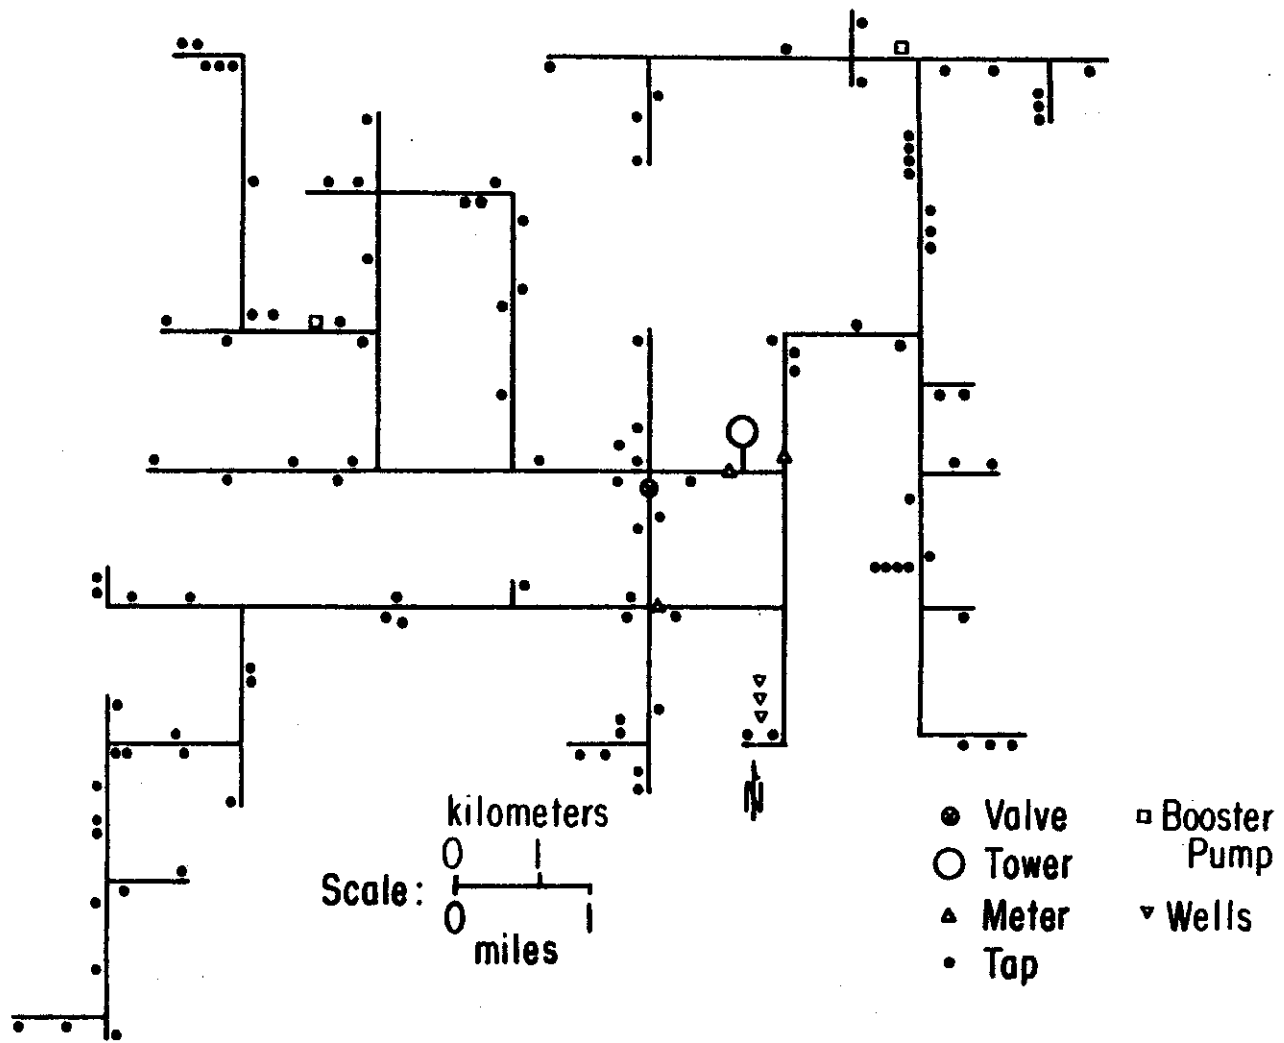 N
kilometers
0 1
Scale:
0 1
miles
Valve
Tower
Meter
Tap
Booster
Pump
Wells